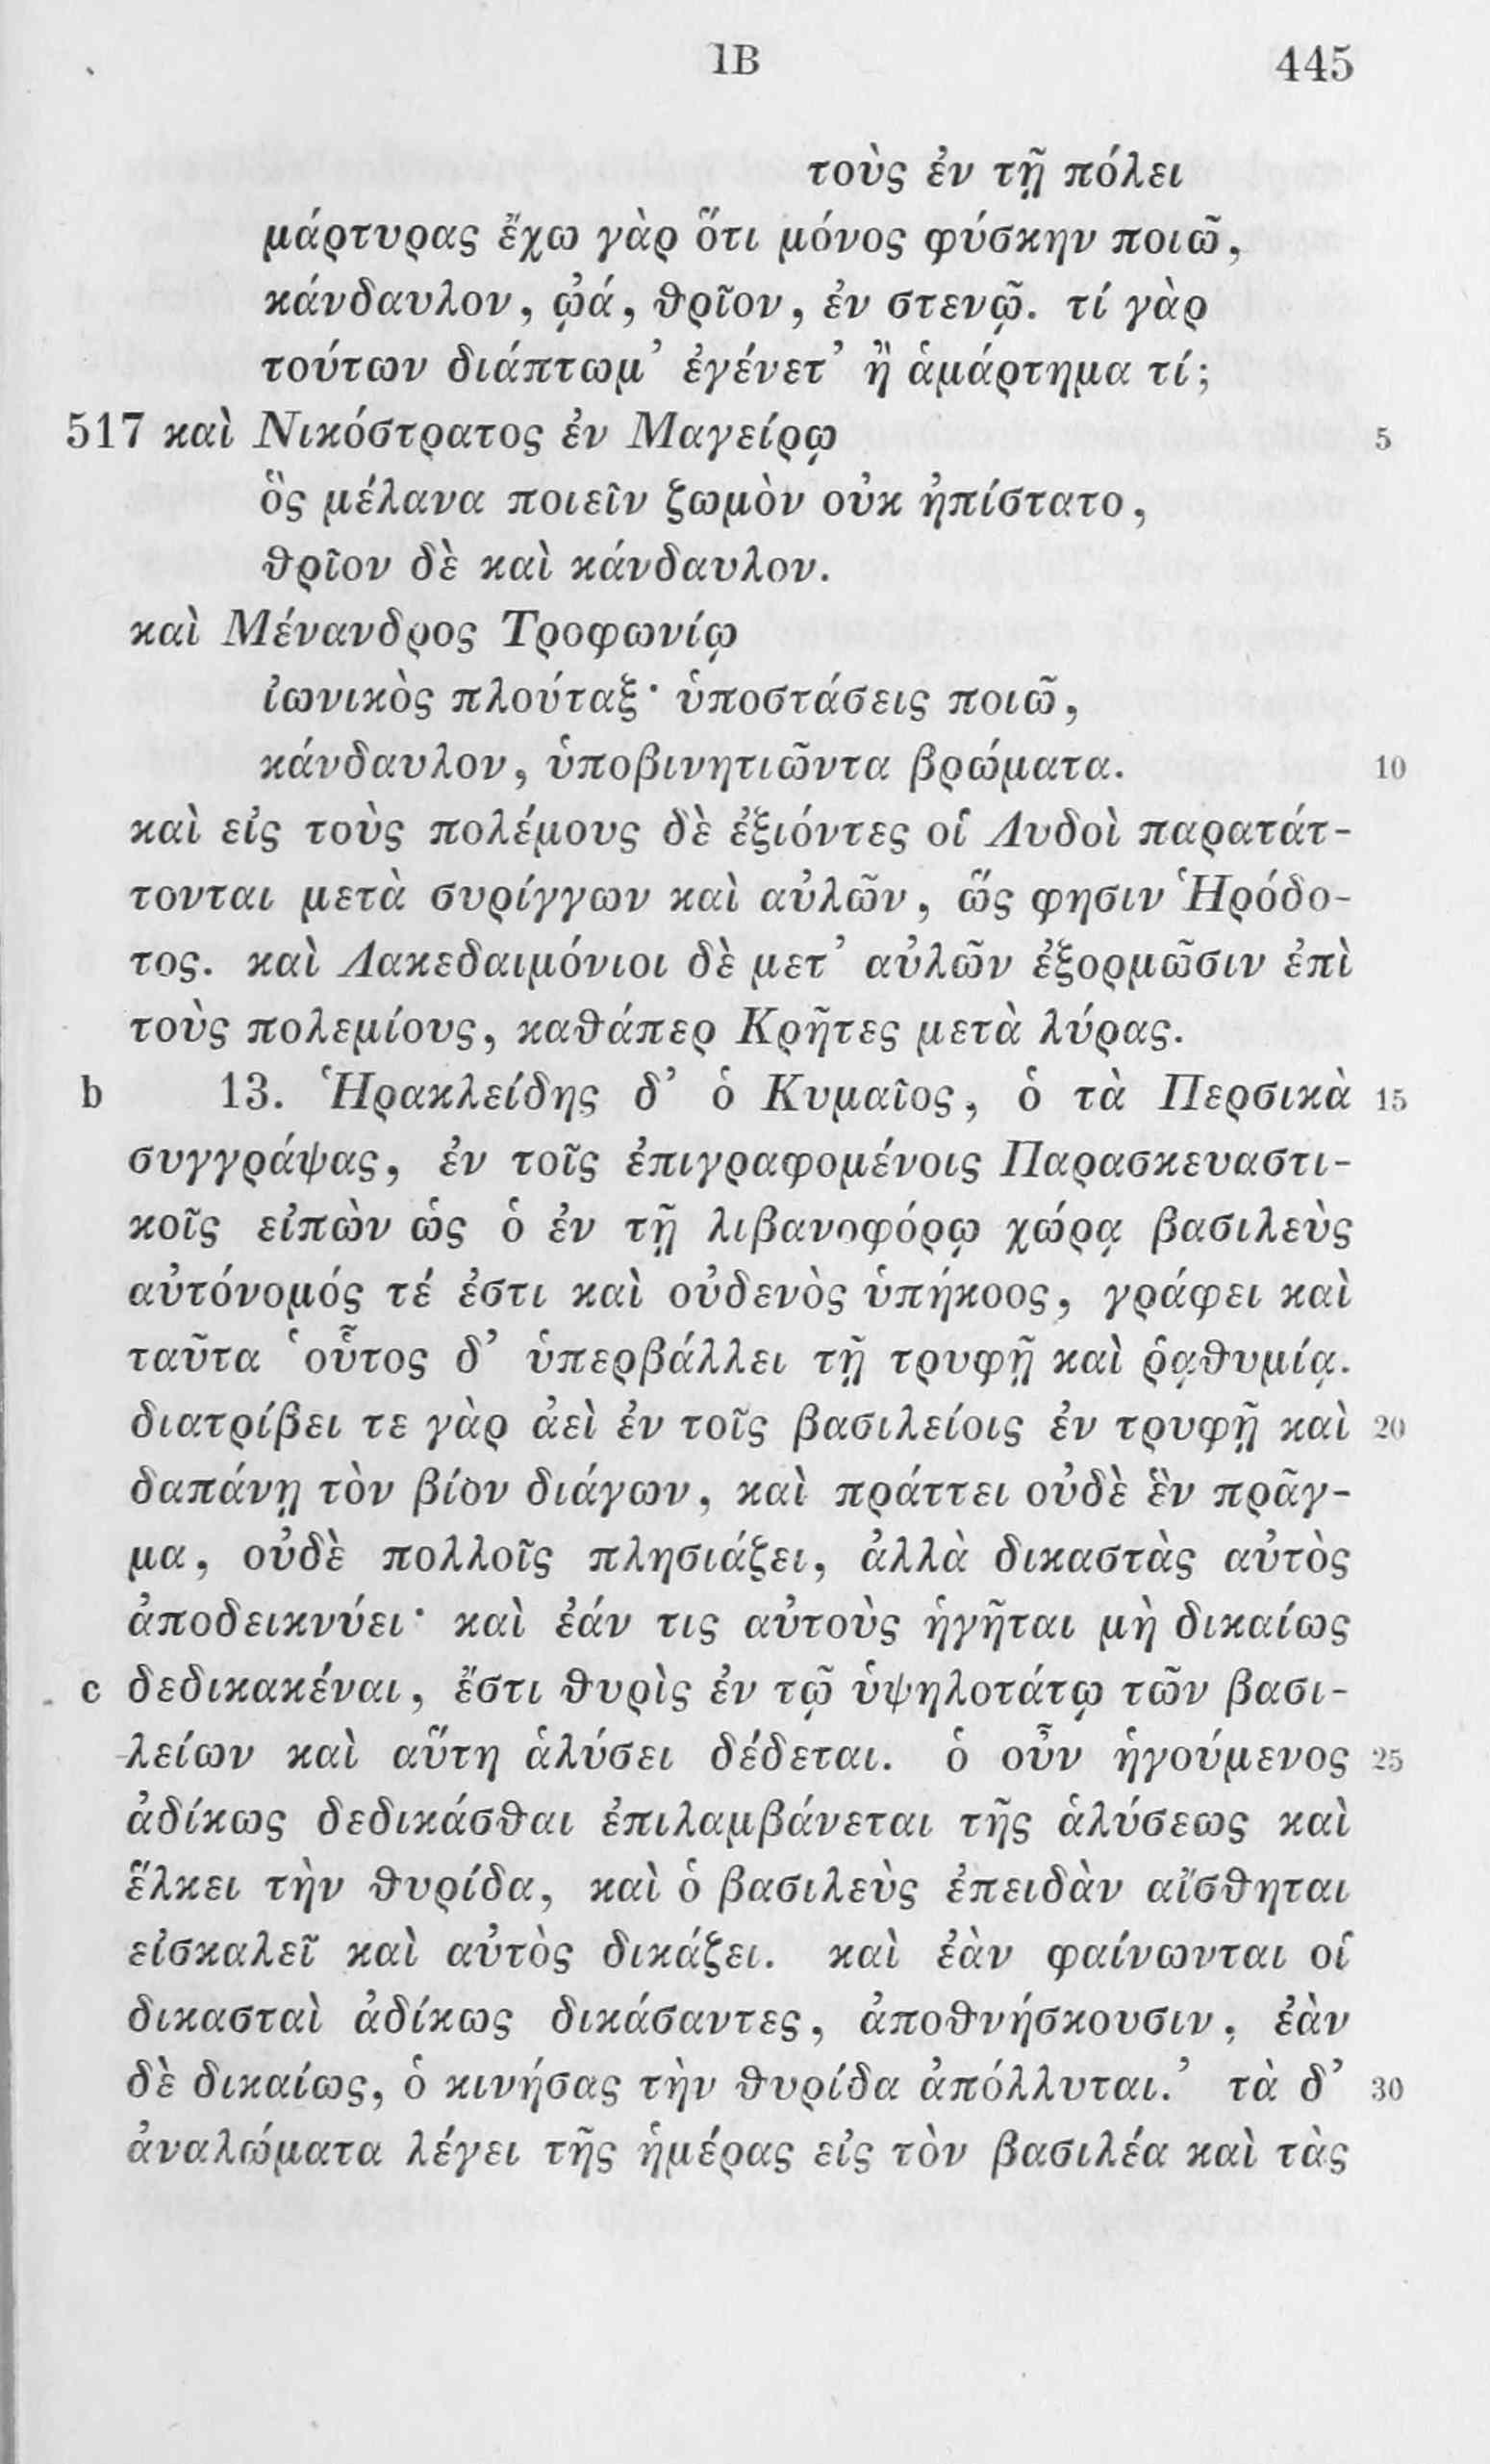 ΙΒ 445
τοὺς ἐν τῇ πόλει
μάρτυρας ἔχω γὰρ ὅτι μόνος φύσκην ποιῶ,
κάνδαυλον, ᾠά, θρῖον, ἐν στενῷ. τί γὰρ
τούτων διάπτωμ’ ἐγένετ’ ἢ ἁμάρτημα τί;
517 καὶ Νικόστρατος ἐν Μαγείρῳ 5
ὃς μέλανα ποιεῖν ζωμὸν οὐκ ἠπίστατο,
θρῖον δὲ καὶ κάνδαυλον.
καὶ Μένανδρος Τροφωνίῳ
ἰωνικὸς πλούταξ· ὑποστάσεις ποιῶ,
κάνδαυλον, ὑποβινητιῶντα βρώματα. 10
καὶ εἰς τοὺς πολέμους δὲ ἐξιόντες οἱ Λυδοὶ παρατάτ-
τονται μετὰ συρίγγων καὶ αὐλῶν, ὥς φησιν Ἡρόδο-
τος. καὶ Λακεδαιμόνιοι δὲ μετ’ αὐλῶν ἐξορμῶσιν ἐπὶ
τοὺς πολεμίους, καθάπερ Κρῆτες μετὰ λύρας.
b 13. Ἡρακλείδης δ’ ὁ Κυμαῖος, ὁ τὰ Περσικὰ 15
συγγράψας, ἐν τοῖς ἐπιγραφομένοις Παρασκευαστι-
κοῖς εἰπὼν ὡς ὁ ἐν τῇ λιβανοφόρῳ χώρᾳ βασιλεὺς
αὐτόνομός τέ ἐστι καὶ οὐδενὸς ὑπήκοος, γράφει καὶ
ταῦτα ‘οὗτος δ’ ὑπερβάλλει τῇ τρυφῇ καὶ ῥᾳθυμίᾳ.
διατρίβει τε γὰρ ἀεὶ ἐν τοῖς βασιλείοις ἐν τρυφῇ καὶ 20
δαπάνῃ τὸν βίον διάγων, καὶ πράττει οὐδὲ ἓν πρᾶγ-
μα, οὐδὲ πολλοῖς πλησιάζει, ἀλλὰ δικαστὰς αὐτὸς
ἀποδεικνύει· καὶ ἐάν τις αὐτοὺς ἡγῆται μὴ δικαίως
c δεδικακέναι, ἔστι θυρὶς ἐν τῷ ὑψηλοτάτῳ τῶν βασι-
λείων καὶ αὕτη ἁλύσει δέδεται. ὁ οὖν ἡγούμενος 25
ἀδίκως δεδικάσθαι ἐπιλαμβάνεται τῆς ἁλύσεως καὶ
ἕλκει τὴν θυρίδα, καὶ ὁ βασιλεὺς ἐπειδὰν αἴσθηται
εἰσκαλεῖ καὶ αὐτὸς δικάζει. καὶ ἐὰν φαίνωνται οἱ
δικασταὶ ἀδίκως δικάσαντες, ἀποθνήσκουσιν, ἐὰν
δὲ δικαίως, ὁ κινήσας τὴν θυρίδα ἀπόλλυται.’ τὰ δ’ 30
ἀναλώματα λέγει τῆς ἡμέρας εἰς τὸν βασιλέα καὶ τὰς